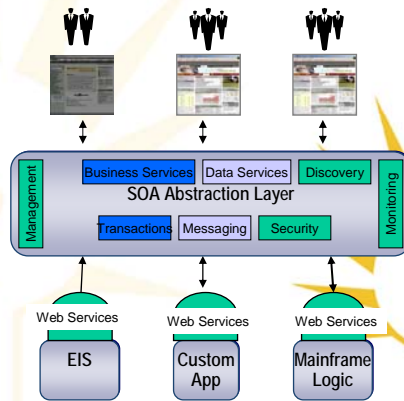 Management
Business Services
Data Services
Discovery
Monitoring
SOA Abstraction Layer
Transactions
Messaging
Security
Web Services
Web Services
Web Services
EIS
Custom
App
Mainframe
Logic